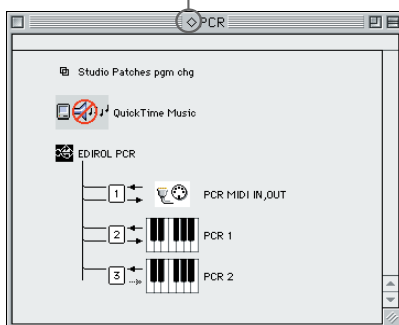 ◇PCR
Studio Patches pgm chg
QuickTime Music
EDIROL PCR
1
PCR MIDI IN,OUT
2
PCR 1
3
PCR 2